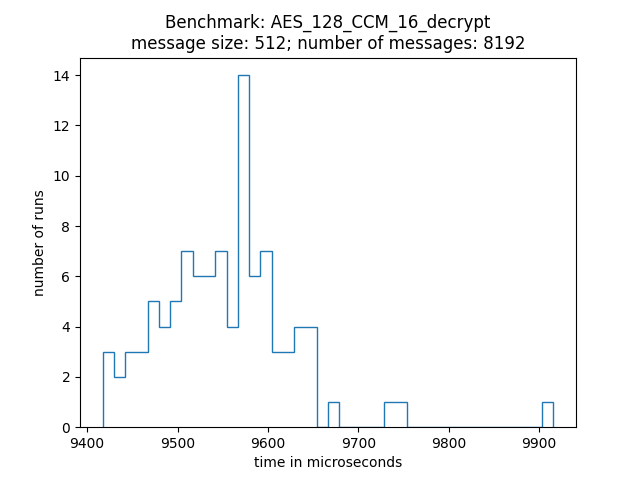 Benchmark: AES_128_CCM_16_decrypt
message size: 512; number of messages: 8192
14
12
10
8
6
4
2
0
number of runs
9400 9500 9600 9700 9800 9900
time in microseconds